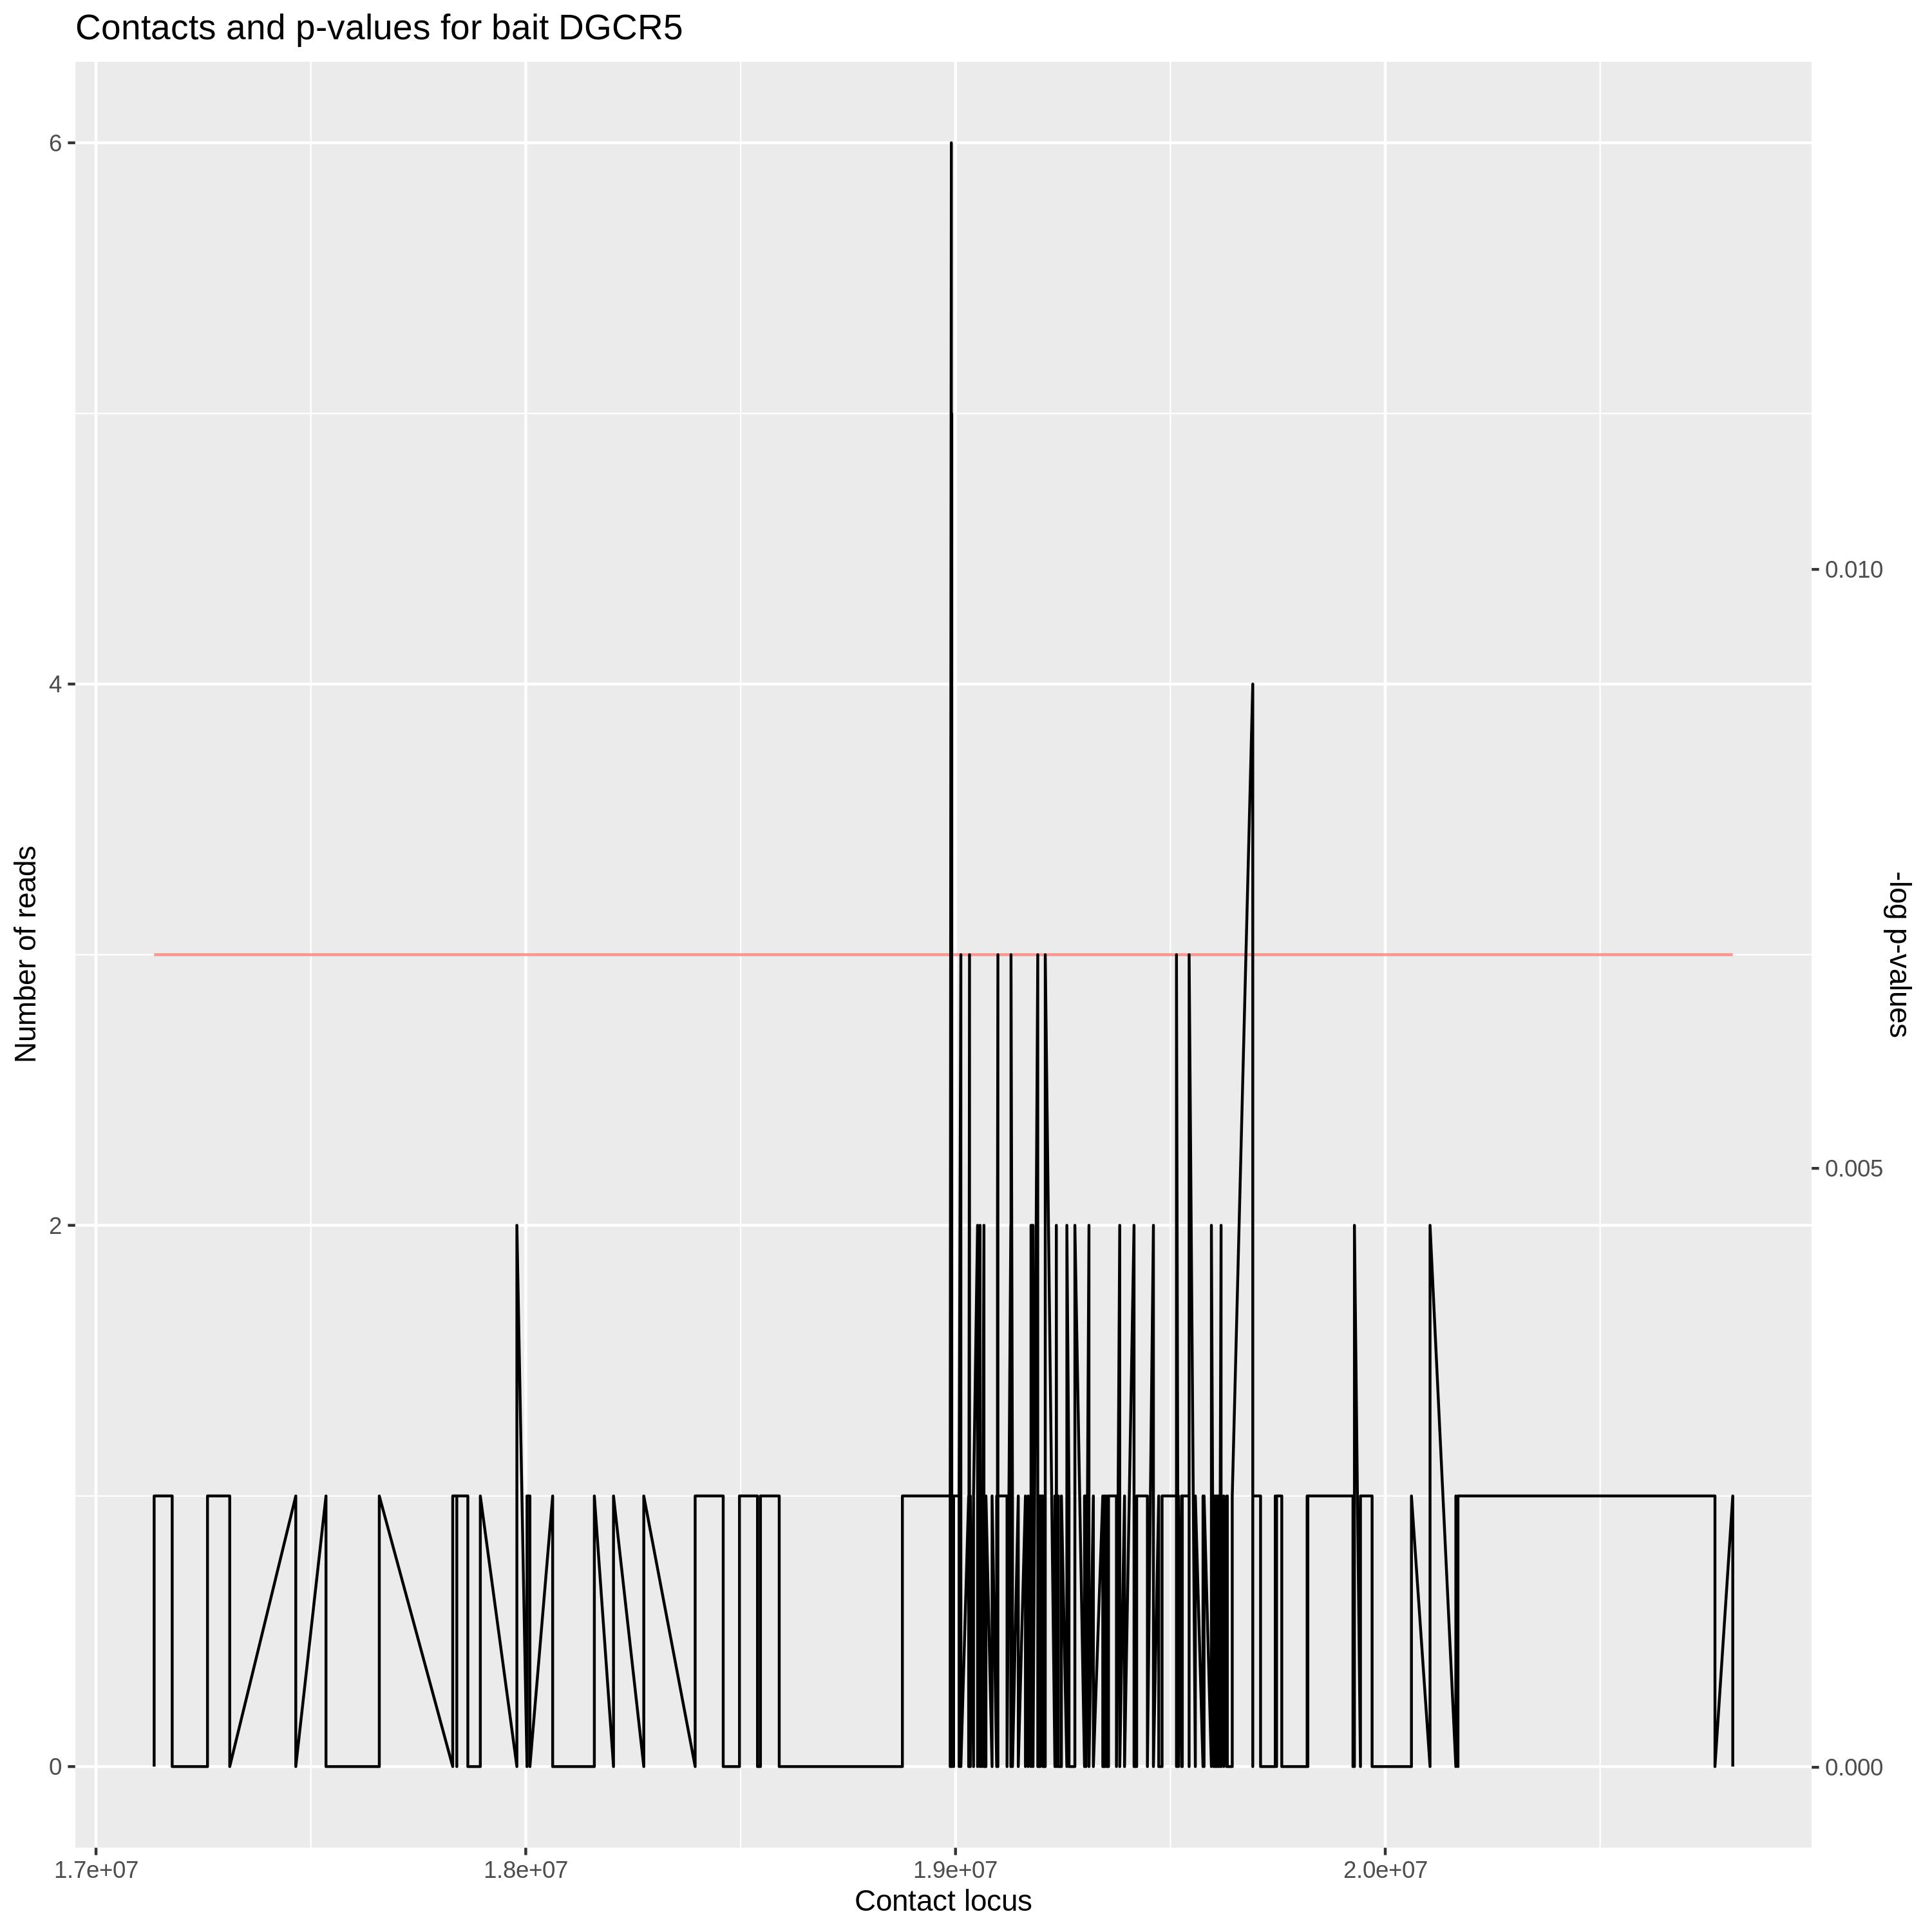 Contacts and p-values for bait DGCR5
6
4
2
0
Number of reads
0.010
0.005
0.000
-log p-values
1.7e+07
1.8e+07
1.9e+07
2.0e+07
Contact locus